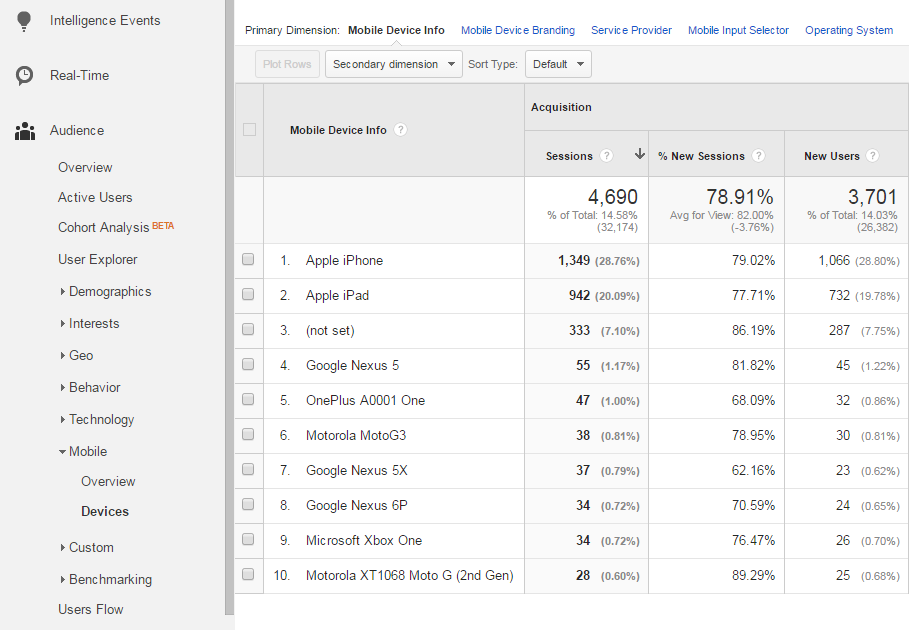 Intelligence Events
Real-Time
Audience
Overview
Active Users
Cohort Analysis BETA
User Explorer
Demographics
Interests
Geo
Behavior
Technology
Mobile
Overview
Devices
Custom
Benchmarking
Users Flow
Primary Dimension: Mobile Device Info Mobile Device Branding Service Provider Mobile Input Selector Operating System
Plot Rows Secondary dimension Sort Type: Default
Acquisition
Mobile Device Info ?
Sessions ? % New Sessions ? New Users ?
4,690 78.91% 3,701
% of Total: 14.58% Avg for View: 82.00% % of Total: 14.03%
(32,174) (-3.76%) (26,382)
1. Apple iPhone 1,349 (28.76%) 79.02% 1,066 (28.80%)
2. Apple iPad 942 (20.09%) 77.71% 732 (19.78%)
3. (not set) 333 (7.10%) 86.19% 287 (7.75%)
4. Google Nexus 5 55 (1.17%) 81.82% 45 (1.22%)
5. OnePlus A0001 One 47 (1.00%) 68.09% 32 (0.86%)
6. Motorola MotoG3 38 (0.81%) 78.95% 30 (0.81%)
7. Google Nexus 5X 37 (0.79%) 62.16% 23 (0.62%)
8. Google Nexus 6P 34 (0.72%) 70.59% 24 (0.65%)
9. Microsoft Xbox One 34 (0.72%) 76.47% 26 (0.70%)
10. Motorola XT1068 Moto G (2nd Gen) 28 (0.60%) 89.29% 25 (0.68%)